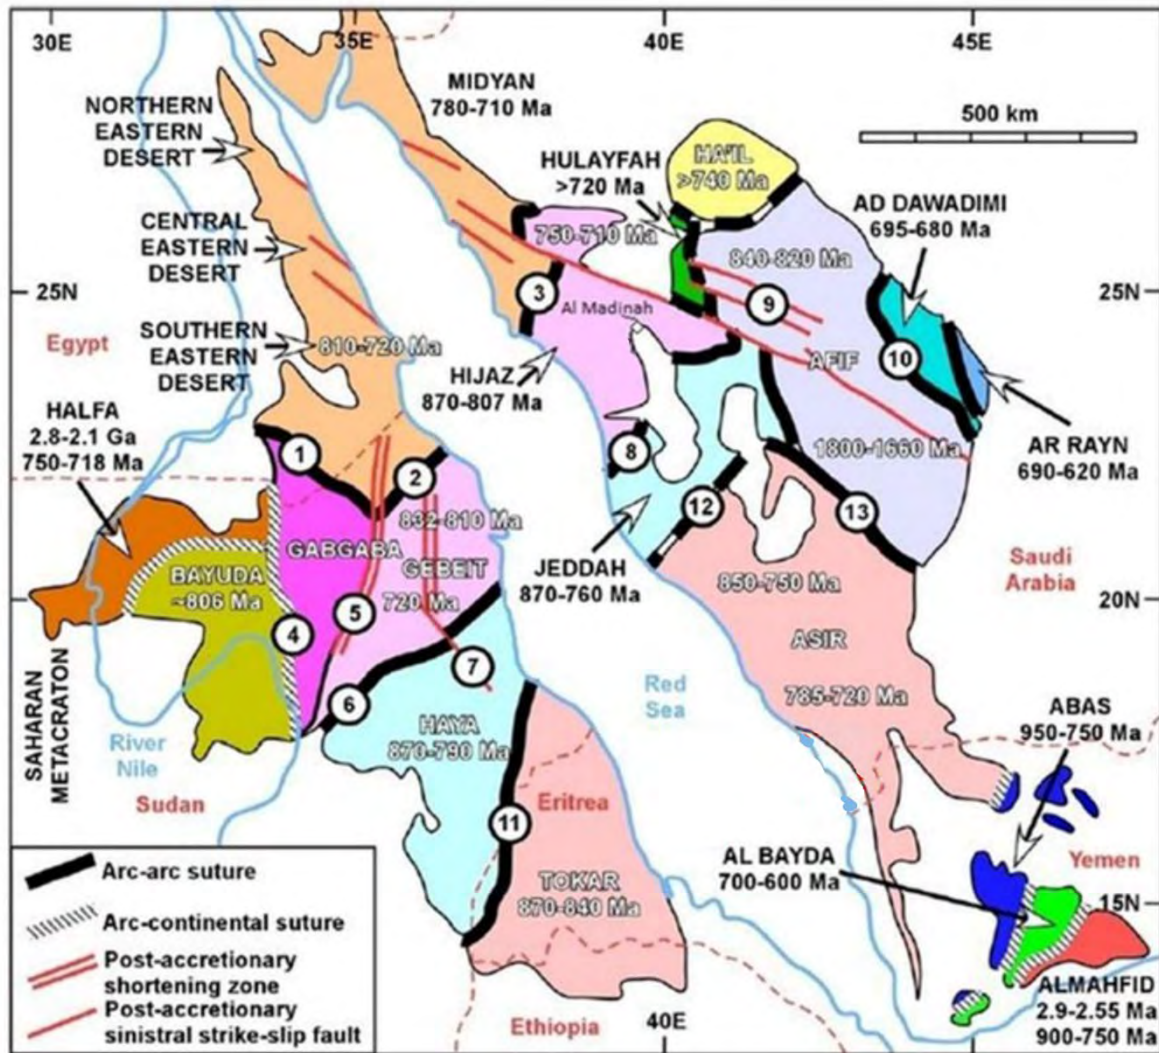 30E
35E
40E
45E
MIDYAN
780-710 Ma
500 km
NORTHERN
EASTERN
DESERT
HULAYFAH
>720 Ma
HA'IL
>740 Ma
AD DAWADIMI
695-680 Ma
CENTRAL
EASTERN
DESERT
750-710 Ma
840-820 Ma
25N
3
9
25N
Al Madinah
Egypt
SOUTHERN
EASTERN
DESERT
810-720 Ma
AFIF
10
HIJAZ
870-807 Ma
HALFA
2.8-2.1 Ga
750-718 Ma
AR RAYN
690-620 Ma
1
2
8
1800-1660 Ma
12
13
832-810 Ma
GABGABA
GEBEIT
720 Ma
BAYUDA
~806 Ma
JEDDAH
870-760 Ma
850-750 Ma
Saudi
Arabia
20N
5
4
ASIR
7
6
SAHARAN
METACRATON
Red
Sea
785-720 Ma
HAYA
870-790 Ma
ABAS
950-750 Ma
River
Nile
Sudan
Eritrea
11
AL BAYDA
700-600 Ma
Yemen
TOKAR
870-840 Ma
15N
ALMAHFID
2.9-2.55 Ma
900-750 Ma
40E
Ethiopia
Arc-arc suture
Arc-continental suture
Post-accretionary
shortening zone
Post-accretionary
sinistral strike-slip fault